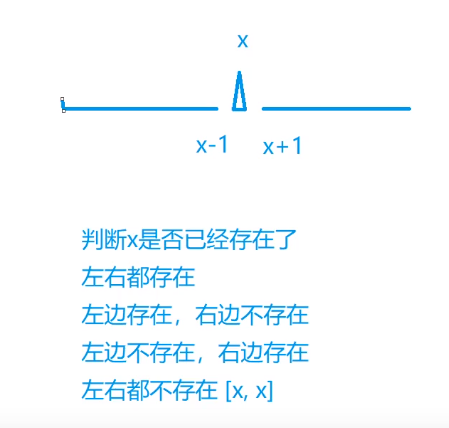 x
x-1
x+1
判断x是否已经存在了
左右都存在
左边存在，右边不存在
左边不存在，右边存在
左右都不存在 [x, x]